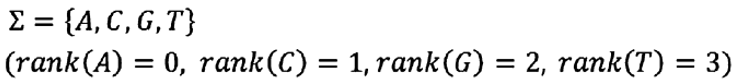 Σ = {A, C, G, T}
(rank(A) = 0, rank(C) = 1, rank(G) = 2, rank(T) = 3)